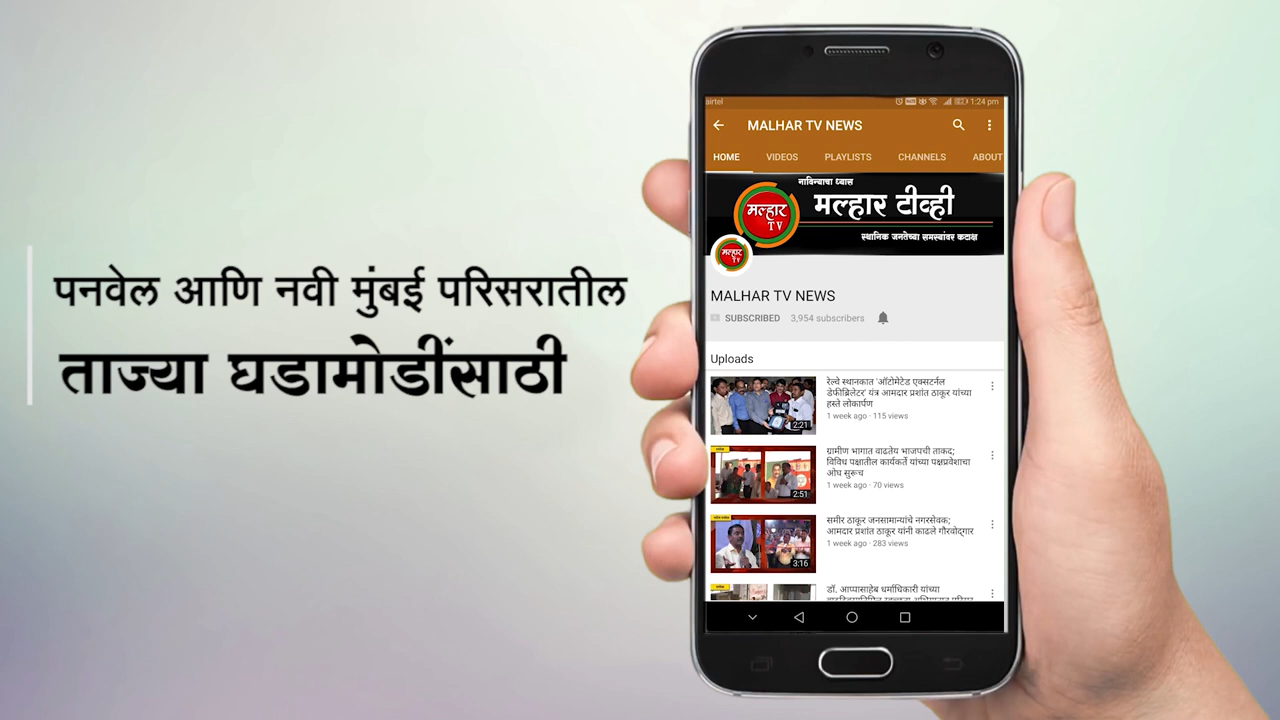 पनवेल आणि नवी मुंबई परिसरातील
ताज्या घडामोडींसाठी
airtel
1:24 pm
MALHAR TV NEWS
HOME VIDEOS PLAYLISTS CHANNELS ABOUT
नाविन्याचा ध्यास
मल्हार टीव्ही
मल्हार
TV
स्थानिक जनतेच्या समस्यांवर कटाक्ष
मल्हार
TV
MALHAR TV NEWS
SUBSCRIBED 3,954 subscribers
Uploads
रेल्वे स्थानकात 'ऑटोमेटेड एक्सटर्नल
डेफीब्रिलेटर' यंत्र आमदार प्रशांत ठाकूर यांच्या
हस्ते लोकार्पण
1 week ago · 115 views
2:21
ग्रामीण भागात वाढतेय भाजपची ताकद;
विविध पक्षातील कार्यकर्ते यांच्या पक्षप्रवेशाचा
ओघ सुरूच
1 week ago · 70 views
2:51
समीर ठाकूर जनसामान्यांचे नगरसेवक;
आमदार प्रशांत ठाकूर यांनी काढले गौरवोद्गार
1 week ago · 283 views
3:16
डॉ. आप्पासाहेब धर्माधिकारी यांच्या